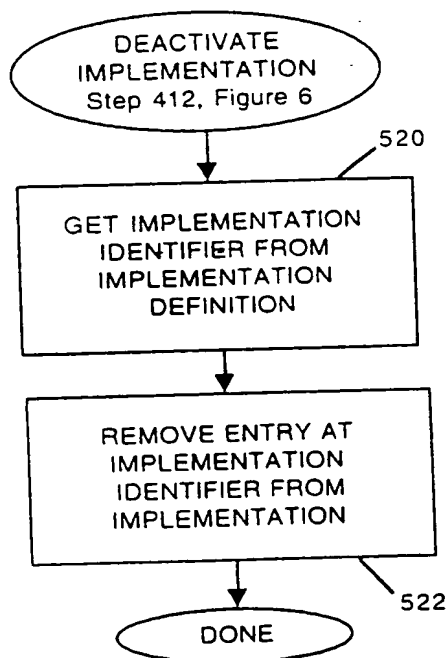 DEACTIVATE
IMPLEMENTATION
Step 412, Figure 6
520
GET IMPLEMENTATION
IDENTIFIER FROM
IMPLEMENTATION
DEFINITION
REMOVE ENTRY AT
IMPLEMENTATION
IDENTIFIER FROM
IMPLEMENTATION
522
DONE